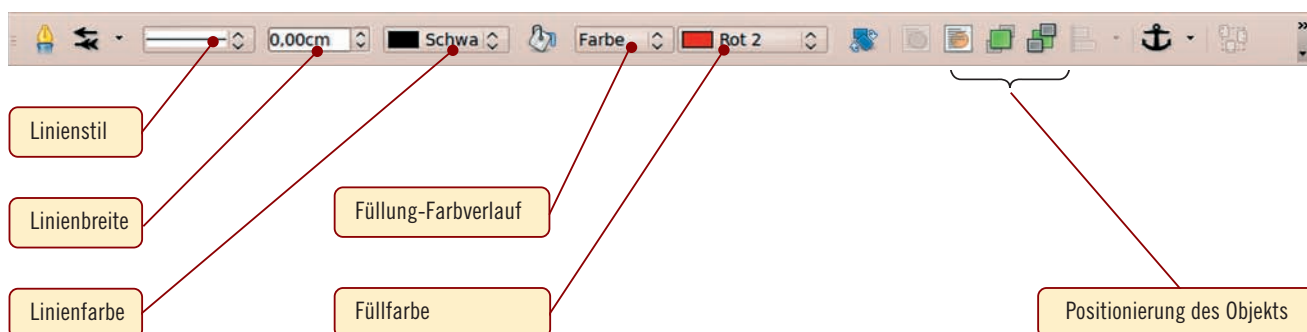 0,00cm Schwa Farbe Rot 2
Linienstil
Linienbreite
Füllung-Farbverlauf
Linienfarbe
Füllfarbe
Positionierung des Objekts